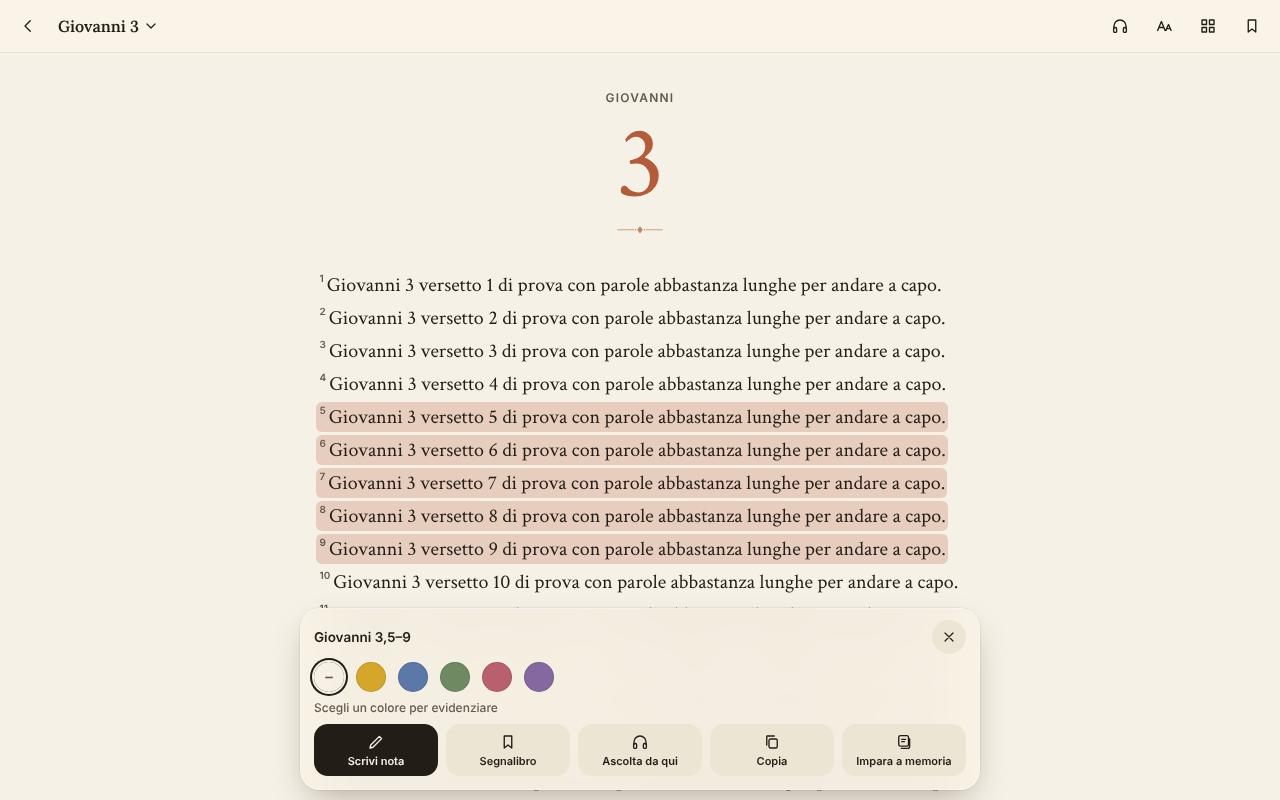 Giovanni 3
GIOVANNI
3
1 Giovanni 3 versetto 1 di prova con parole abbastanza lunghe per andare a capo.
2 Giovanni 3 versetto 2 di prova con parole abbastanza lunghe per andare a capo.
3 Giovanni 3 versetto 3 di prova con parole abbastanza lunghe per andare a capo.
4 Giovanni 3 versetto 4 di prova con parole abbastanza lunghe per andare a capo.
5 Giovanni 3 versetto 5 di prova con parole abbastanza lunghe per andare a capo.
6 Giovanni 3 versetto 6 di prova con parole abbastanza lunghe per andare a capo.
7 Giovanni 3 versetto 7 di prova con parole abbastanza lunghe per andare a capo.
8 Giovanni 3 versetto 8 di prova con parole abbastanza lunghe per andare a capo.
9 Giovanni 3 versetto 9 di prova con parole abbastanza lunghe per andare a capo.
10 Giovanni 3 versetto 10 di prova con parole abbastanza lunghe per andare a capo.
Giovanni 3,5–9
Scegli un colore per evidenziare
Scrivi nota
Segnalibro
Ascolta da qui
Copia
Impara a memoria